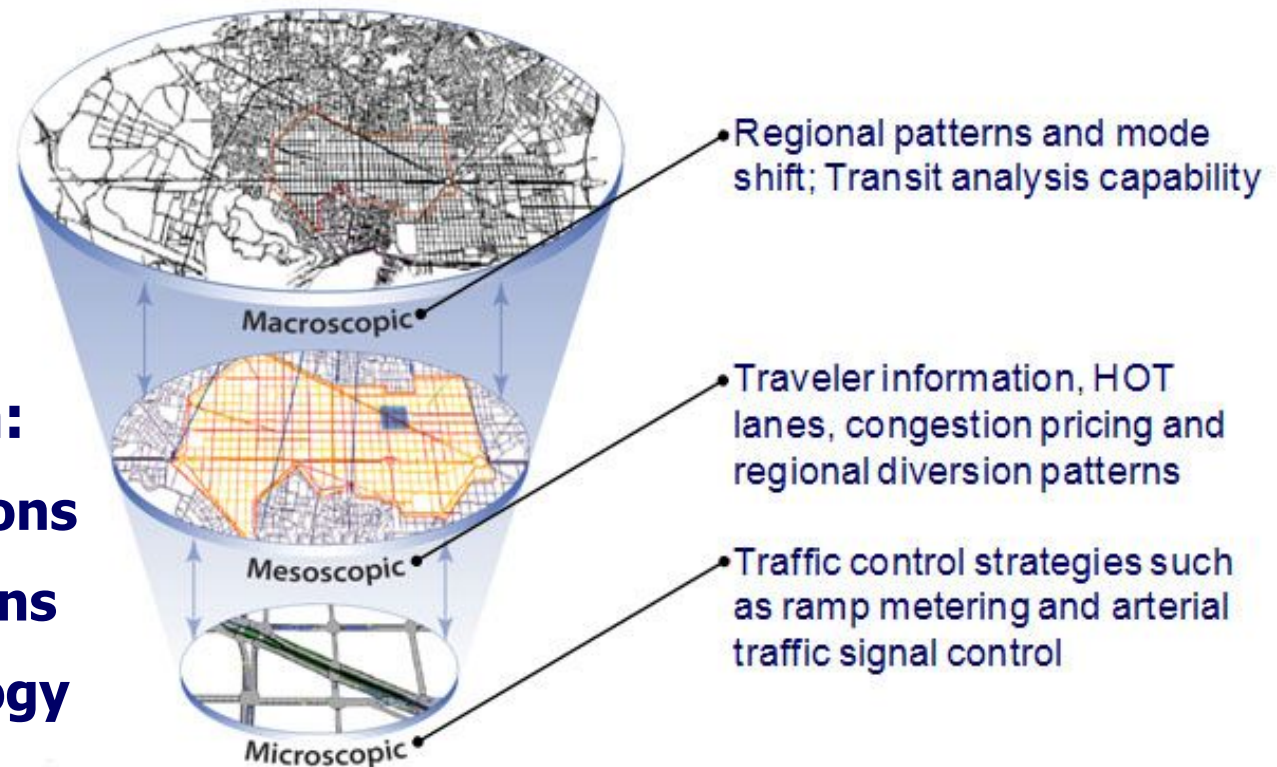 Regional patterns and mode
shift; Transit analysis capability
Macroscopic
Traveler information, HOT
lanes, congestion pricing and
regional diversion patterns
Mesoscopic
Traffic control strategies such
as ramp metering and arterial
traffic signal control
Microscopic